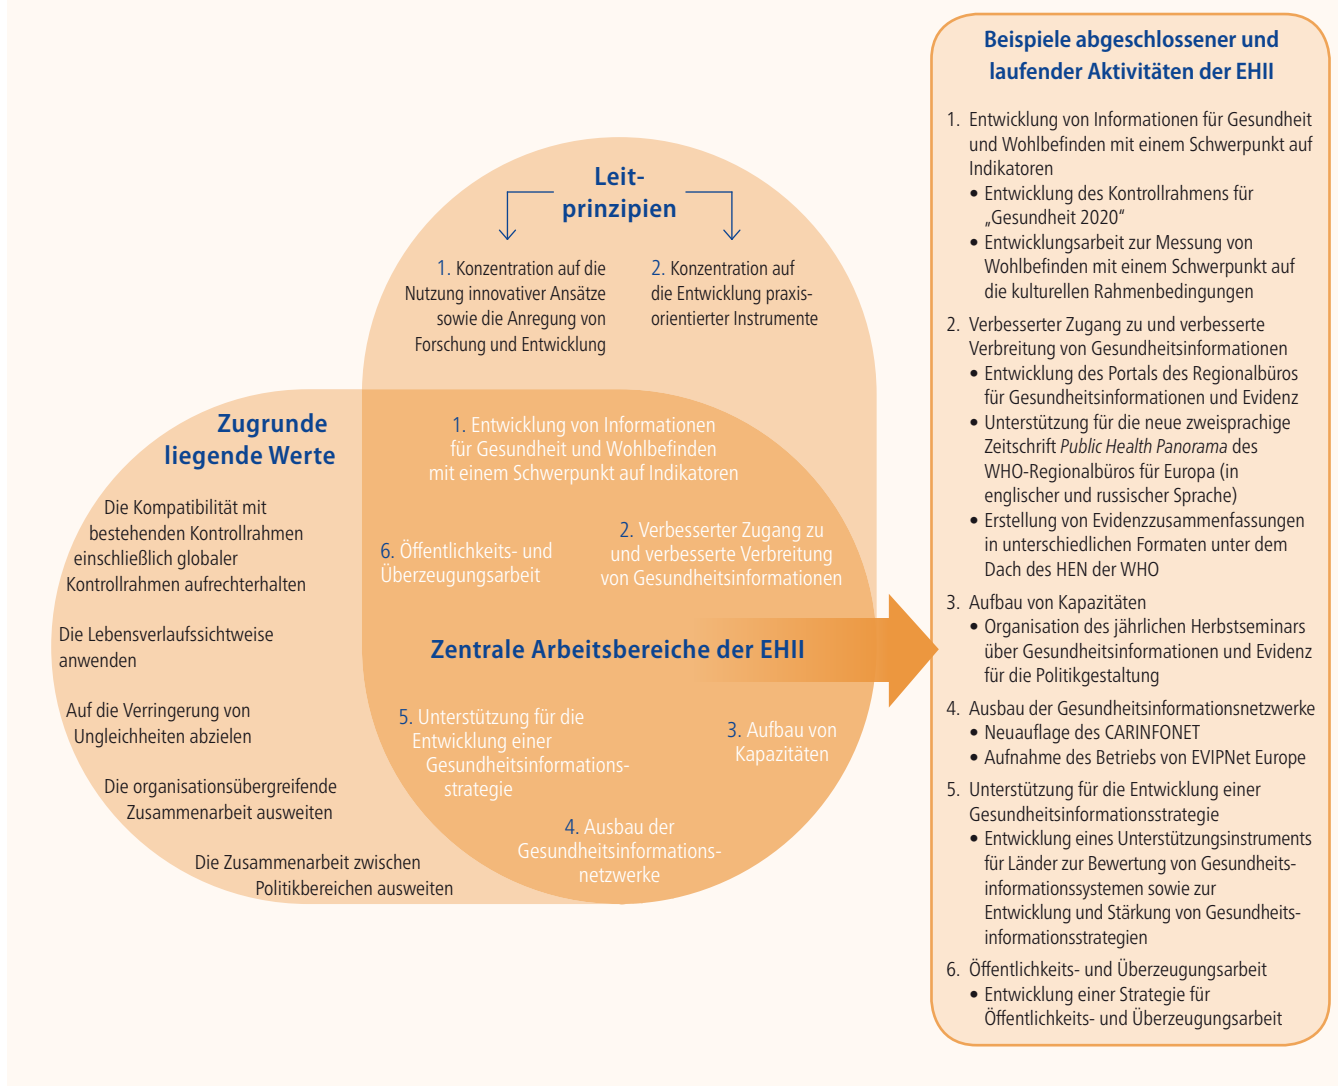 Leit-
prinzipien
1. Konzentration auf die
Nutzung innovativer Ansätze
sowie die Anregung von
Forschung und Entwicklung
2. Konzentration auf
die Entwicklung praxis-
orientierter Instrumente
Zugrunde
liegende Werte
Die Kompatibilität mit
bestehenden Kontrollrahmen
einschließlich globaler
Kontrollrahmen aufrechterhalten
Die Lebensverlaufssichtweise
anwenden
Auf die Verringerung von
Ungleichheiten abzielen
Die organisationsübergreifende
Zusammenarbeit ausweiten
Die Zusammenarbeit zwischen
Politikbereichen ausweiten
1. Entwicklung von Informationen
für Gesundheit und Wohlbefinden
mit einem Schwerpunkt auf Indikatoren
2. Verbesserter Zugang zu
und verbesserte Verbreitung
von Gesundheitsinformationen
6. Öffentlichkeits- und
Überzeugungsarbeit
Zentrale Arbeitsbereiche der EHII
5. Unterstützung für die
Entwicklung einer
Gesundheitsinformations-
strategie
3. Aufbau von
Kapazitäten
4. Ausbau der
Gesundheitsinformations-
netzwerke
Beispiele abgeschlossener und
laufender Aktivitäten der EHII
1. Entwicklung von Informationen für Gesundheit
und Wohlbefinden mit einem Schwerpunkt auf
Indikatoren
• Entwicklung des Kontrollrahmens für
„Gesundheit 2020“
• Entwicklungsarbeit zur Messung von
Wohlbefinden mit einem Schwerpunkt auf
die kulturellen Rahmenbedingungen
2. Verbesserter Zugang zu und verbesserte
Verbreitung von Gesundheitsinformationen
• Entwicklung des Portals des Regionalbüros
für Gesundheitsinformationen und Evidenz
• Unterstützung für die neue zweisprachige
Zeitschrift Public Health Panorama des
WHO-Regionalbüros für Europa (in
englischer und russischer Sprache)
• Erstellung von Evidenzzusammenfassungen
in unterschiedlichen Formaten unter dem
Dach des HEN der WHO
3. Aufbau von Kapazitäten
• Organisation des jährlichen Herbstseminars
über Gesundheitsinformationen und Evidenz
für die Politikgestaltung
4. Ausbau der Gesundheitsinformationsnetzwerke
• Neuauflage des CARINFONET
• Aufnahme des Betriebs von EVIPNet Europe
5. Unterstützung für die Entwicklung einer
Gesundheitsinformationsstrategie
• Entwicklung eines Unterstützungsinstruments
für Länder zur Bewertung von Gesundheits-
informationssystemen sowie zur
Entwicklung und Stärkung von Gesundheits-
informationsstrategien
6. Öffentlichkeits- und Überzeugungsarbeit
• Entwicklung einer Strategie für
Öffentlichkeits- und Überzeugungsarbeit